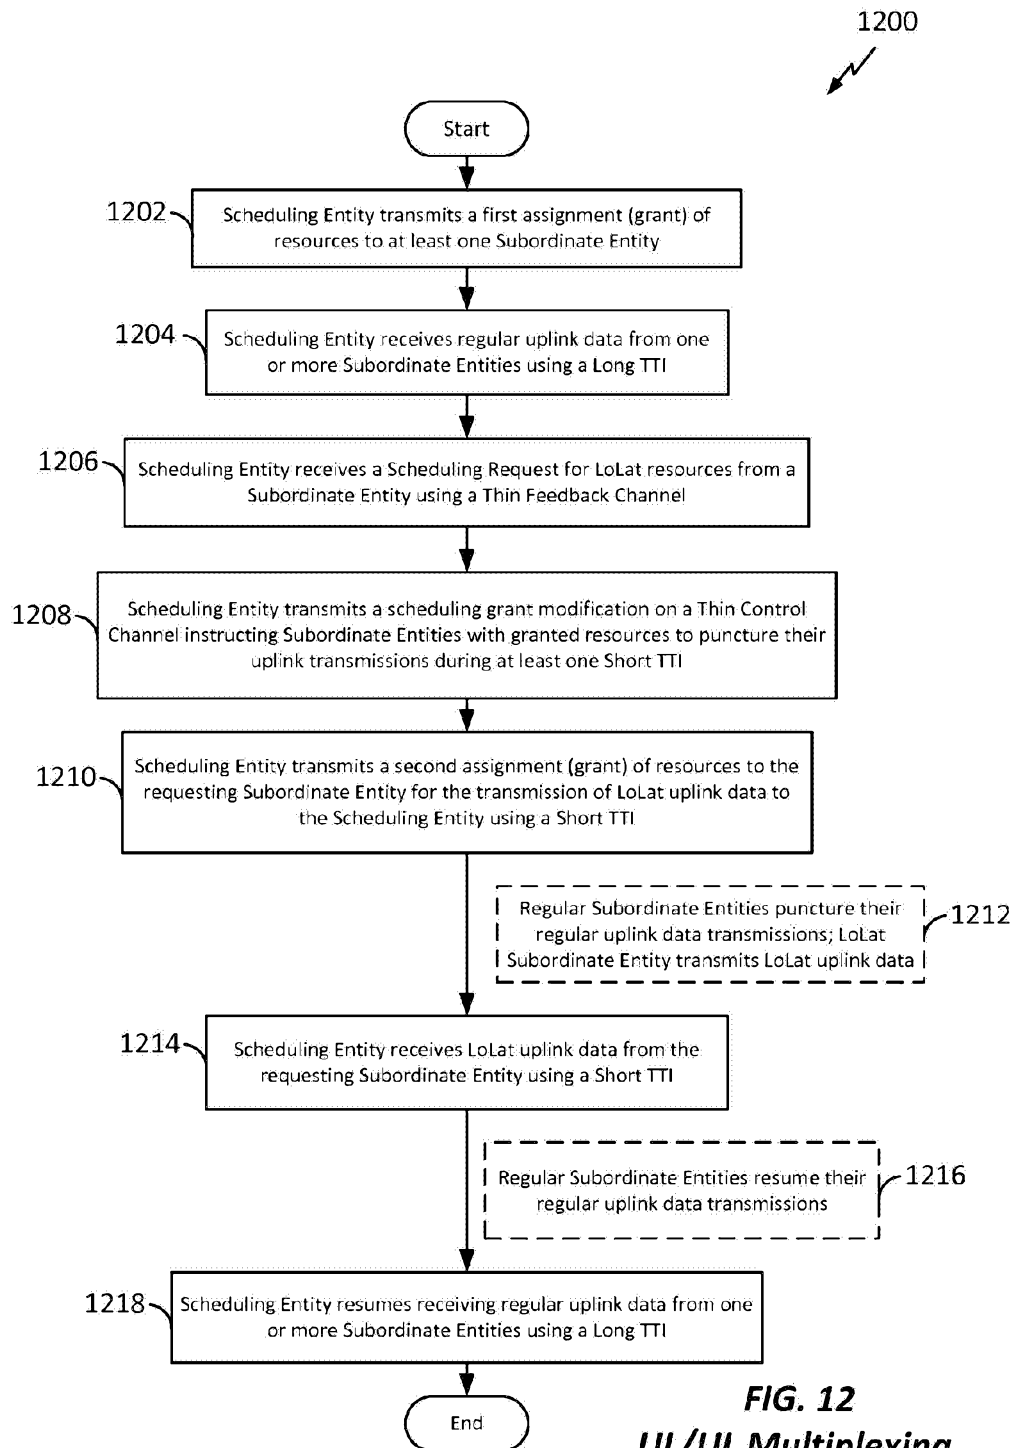 1200
Start
1202
Scheduling Entity transmits a first assignment (grant) of
resources to at least one Subordinate Entity
1204
Scheduling Entity receives regular uplink data from one
or more Subordinate Entities using a Long TTI
1206
Scheduling Entity receives a Scheduling Request for LoLat resources from a
Subordinate Entity using a Thin Feedback Channel
1208
Scheduling Entity transmits a scheduling grant modification on a Thin Control
Channel instructing Subordinate Entities with granted resources to puncture their
uplink transmissions during at least one Short TTI
1210
Scheduling Entity transmits a second assignment (grant) of resources to the
requesting Subordinate Entity for the transmission of LoLat uplink data to
the Scheduling Entity using a Short TTI
Regular Subordinate Entities puncture their
regular uplink data transmissions; LoLat
Subordinate Entity transmits LoLat uplink data
1212
1214
Scheduling Entity receives LoLat uplink data from the
requesting Subordinate Entity using a Short TTI
Regular Subordinate Entities resume their
regular uplink data transmissions
1216
1218
Scheduling Entity resumes receiving regular uplink data from one
or more Subordinate Entities using a Long TTI
End
FIG. 12
UL/UL Multiplexing